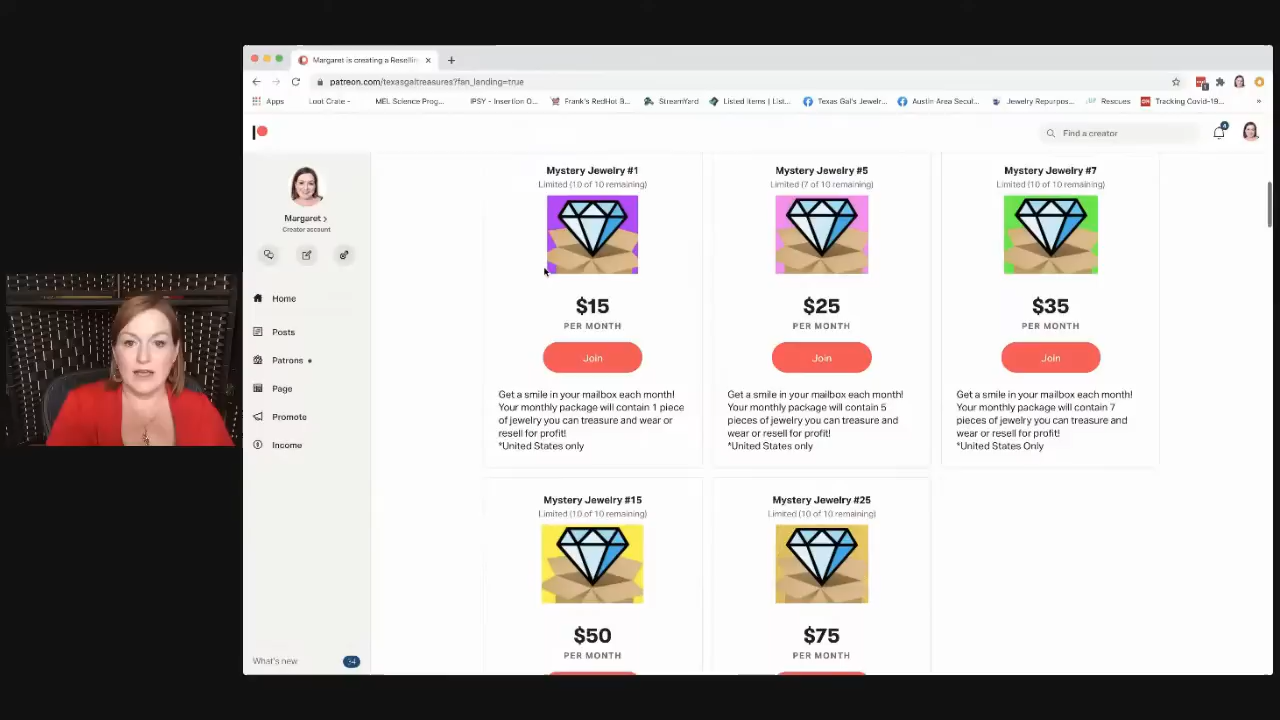 Margaret is creating a Resellin
patreon.com/texasgaltreasures?fan_landing=true
Apps
Loot Crate -
MEL Science Prog...
IPSY - Insertion O...
Frank's RedHot B...
StreamYard
Listed Items | List...
Texas Gal's Jewelr...
Austin Area Secul...
Jewelry Repurpos...
Rescues
Tracking Covid-19...
»
Find a creator
Margaret
Creator account
Home
Posts
Patrons
Page
Promote
Income
What's new
34
Mystery Jewelry #1
Limited (10 of 10 remaining)
$15
PER MONTH
Join
Get a smile in your mailbox each month!
Your monthly package will contain 1 piece
of jewelry you can treasure and wear or
resell for profit!
*United States only
Mystery Jewelry #5
Limited (7 of 10 remaining)
$25
PER MONTH
Join
Get a smile in your mailbox each month!
Your monthly package will contain 5
pieces of jewelry you can treasure and
wear or resell for profit!
*United States only
Mystery Jewelry #7
Limited (10 of 10 remaining)
$35
PER MONTH
Join
Get a smile in your mailbox each month!
Your monthly package will contain 7
pieces of jewelry you can treasure and
wear or resell for profit!
*United States Only
Mystery Jewelry #15
Limited (10 of 10 remaining)
$50
PER MONTH
Mystery Jewelry #25
Limited (10 of 10 remaining)
$75
PER MONTH